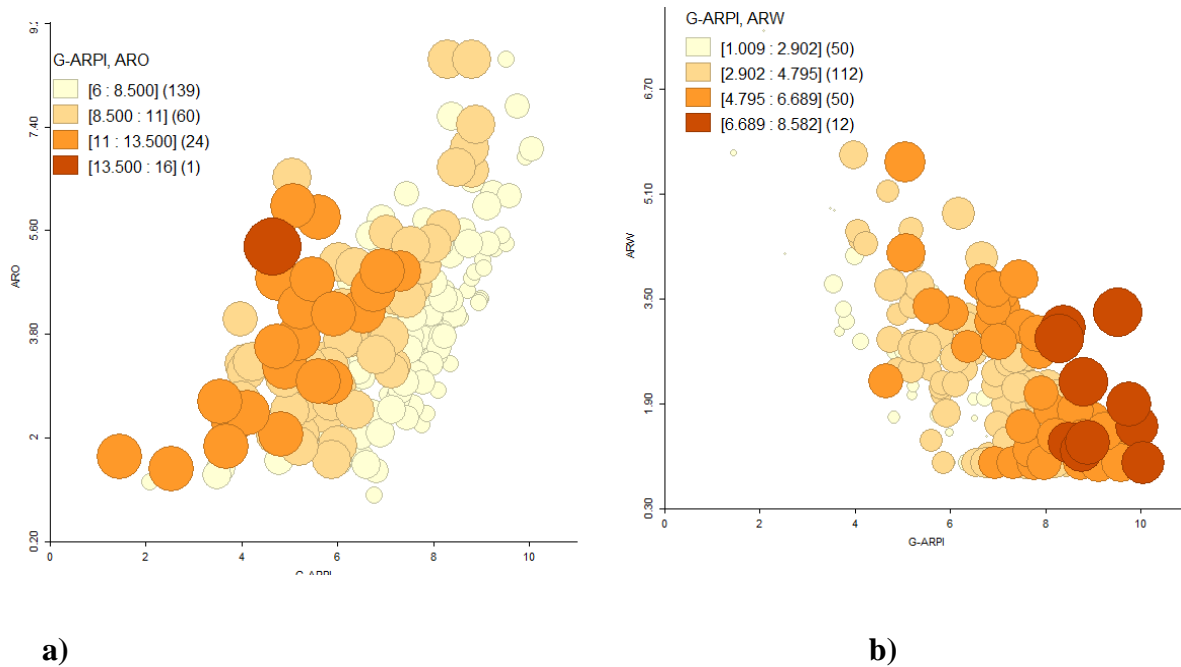 G-ARPI, ARO
[6 : 8.500] (139)
[8.500 : 11] (60)
[11 : 13.500] (24)
[13.500 : 16] (1)
7.40
5.60
3.80
2
0.20
ARO
0 2 4 6 8 10
G-ARPI
G-ARPI, ARW
[1.009 : 2.902] (50)
[2.902 : 4.795] (112)
[4.795 : 6.689] (50)
[6.689 : 8.582] (12)
6.70
5.10
3.50
1.90
0.30
ARW
0 2 4 6 8 10
G-ARPI
a) b)